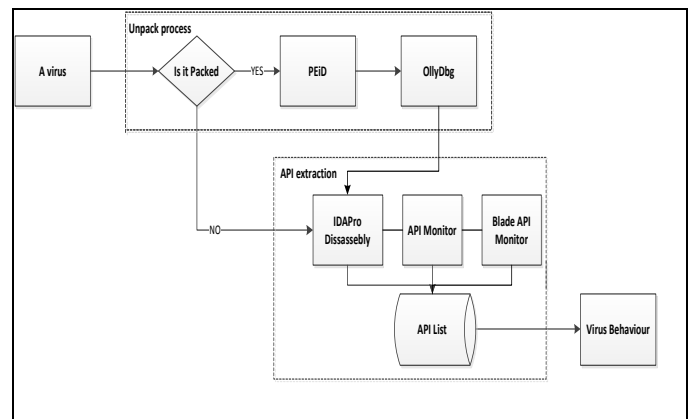 Unpack process
A virus
Is it Packed
YES
PEiD
OllyDbg
API extraction
NO
IDAPro
Dissassebly
API Monitor
Blade API
Monitor
API List
Virus Behaviour